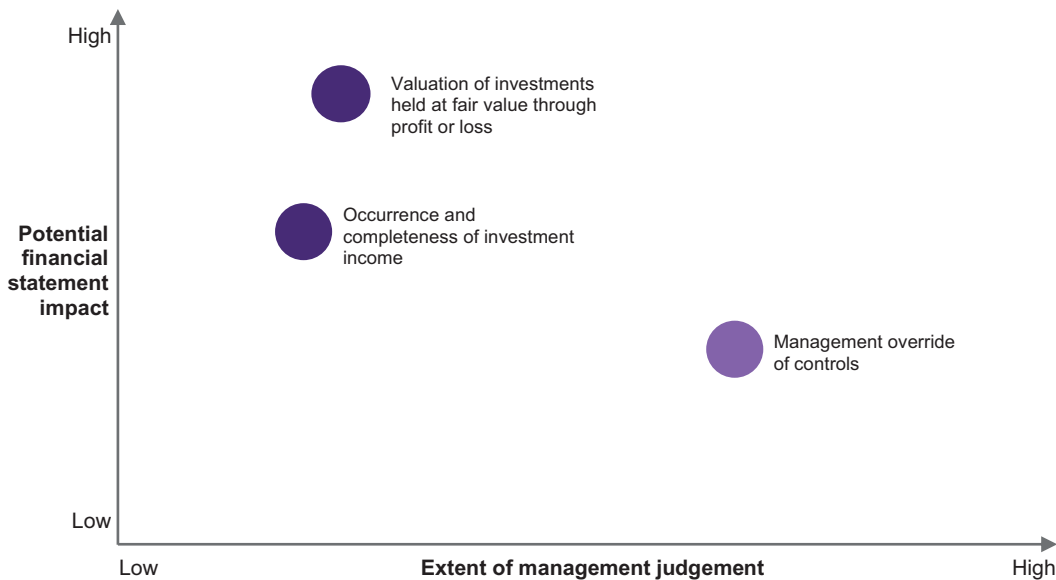 High
Valuation of investments
held at fair value through
profit or loss
Occurrence and
completeness of investment
income
Potential
financial
statement
impact
Management override
of controls
Low
Low
Extent of management judgement
High